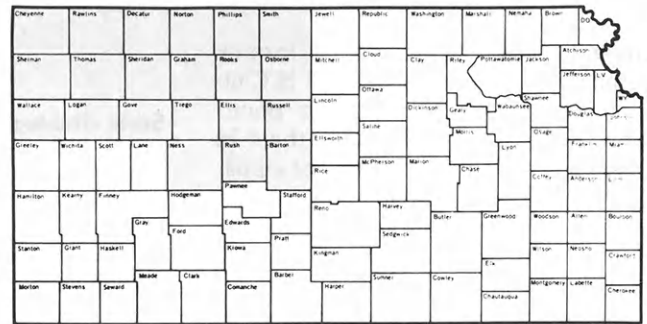 Cheyenne Rawlins Decatur Norton Phillips Smith Jewell Republic Washington Marshall Nemaha Brown DO
Atchison
Sherman Thomas Sheridan Graham Rooks Osborne Mitchell Cloud Clay Riley Pottawatomie Jackson
Jefferson LV
Ottawa
Wallace Logan Gove Trego Ellis Russell Lincoln Dickinson Geary Wabaunsee Shawnee WY
Douglas
Saline Morris Osage
Greeley Wichita Scott Lane Ness Rush Barton Ellsworth Lyon Franklin
McPherson Marion Chase
Rice
Pawnee Coffey Anderson
Hamilton Kearny Finney Hodgeman Stafford
Reno Harvey Butler Greenwood Woodson Allen Bourbon
Gray Edwards
Ford Sedgwick
Pratt
Stanton Grant Haskell Kiowa Kingman Wilson Neosho
Crawford
Elk
Meade Clark Barber Sumner Cowley
Morton Stevens Seward Comanche Harper Montgomery Labette
Cherokee
Chautauqua